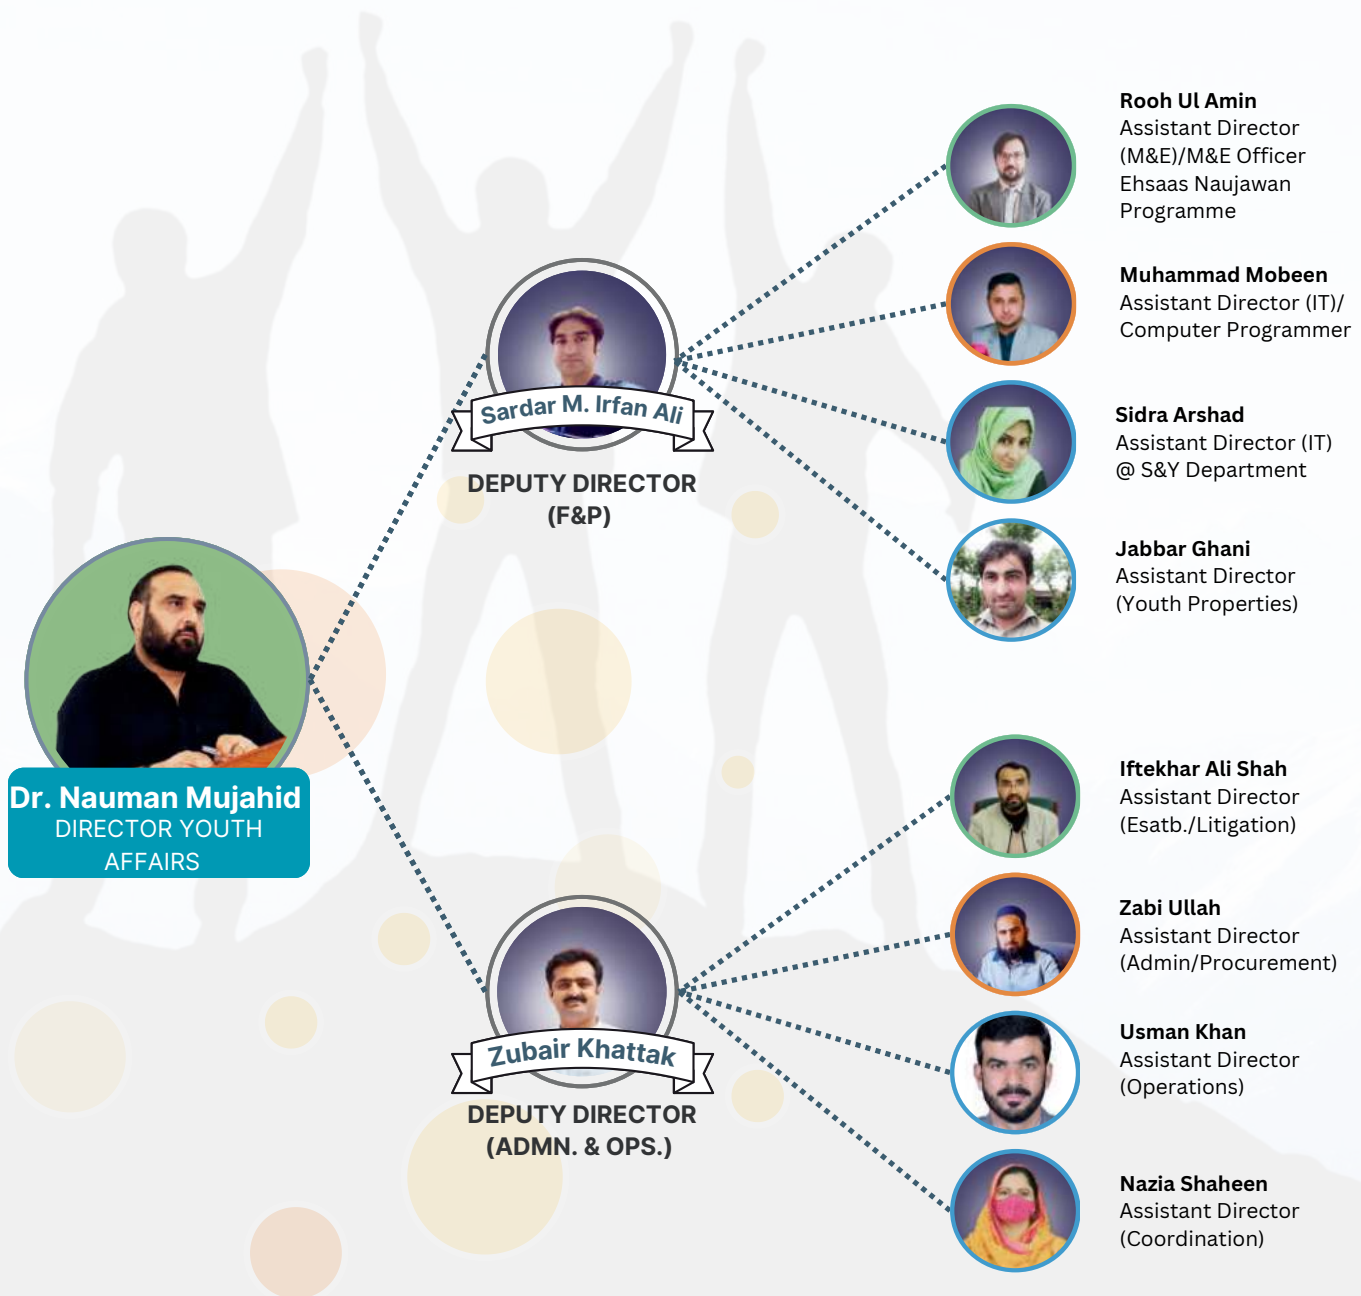 Rooh Ul Amin
Assistant Director
(M&E)/M&E Officer
Ehsaas Naujawan
Programme
Muhammad Mobeen
Assistant Director (IT)/
Computer Programmer
Sardar M. Irfan Ali
DEPUTY DIRECTOR
(F&P)
Sidra Arshad
Assistant Director (IT)
@ S&Y Department
Jabbar Ghani
Assistant Director
(Youth Properties)
Dr. Nauman Mujahid
DIRECTOR YOUTH
AFFAIRS
Iftekhar Ali Shah
Assistant Director
(Esatb./Litigation)
Zabi Ullah
Assistant Director
(Admin/Procurement)
Zubair Khattak
DEPUTY DIRECTOR
(ADMN. & OPS.)
Usman Khan
Assistant Director
(Operations)
Nazia Shaheen
Assistant Director
(Coordination)